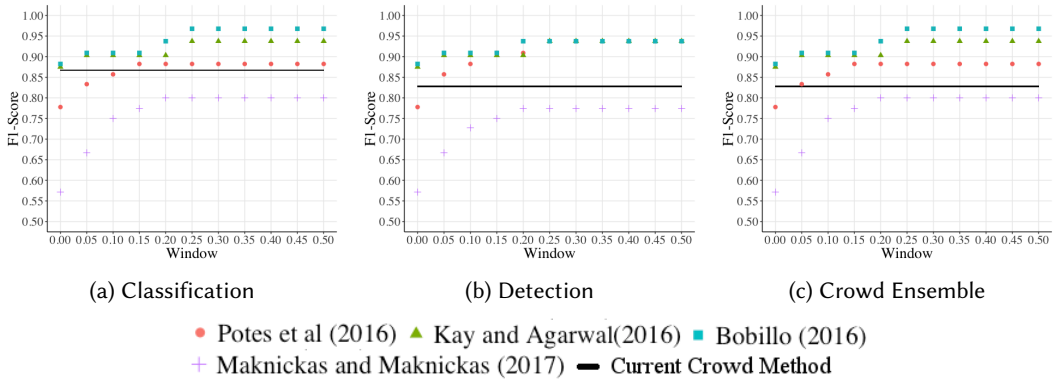 1.00
0.95
0.90
0.85
0.80
0.75
0.70
0.65
0.60
0.55
0.50
F1-Score
0.00 0.05 0.10 0.15 0.20 0.25 0.30 0.35 0.40 0.45 0.50
Window
(a) Classification
1.00
0.95
0.90
0.85
0.80
0.75
0.70
0.65
0.60
0.55
0.50
F1-Score
0.00 0.05 0.10 0.15 0.20 0.25 0.30 0.35 0.40 0.45 0.50
Window
(b) Detection
1.00
0.95
0.90
0.85
0.80
0.75
0.70
0.65
0.60
0.55
0.50
F1-Score
0.00 0.05 0.10 0.15 0.20 0.25 0.30 0.35 0.40 0.45 0.50
Window
(c) Crowd Ensemble
Potes et al (2016) Kay and Agarwal(2016) Bobillo (2016)
Maknickas and Maknickas (2017) Current Crowd Method